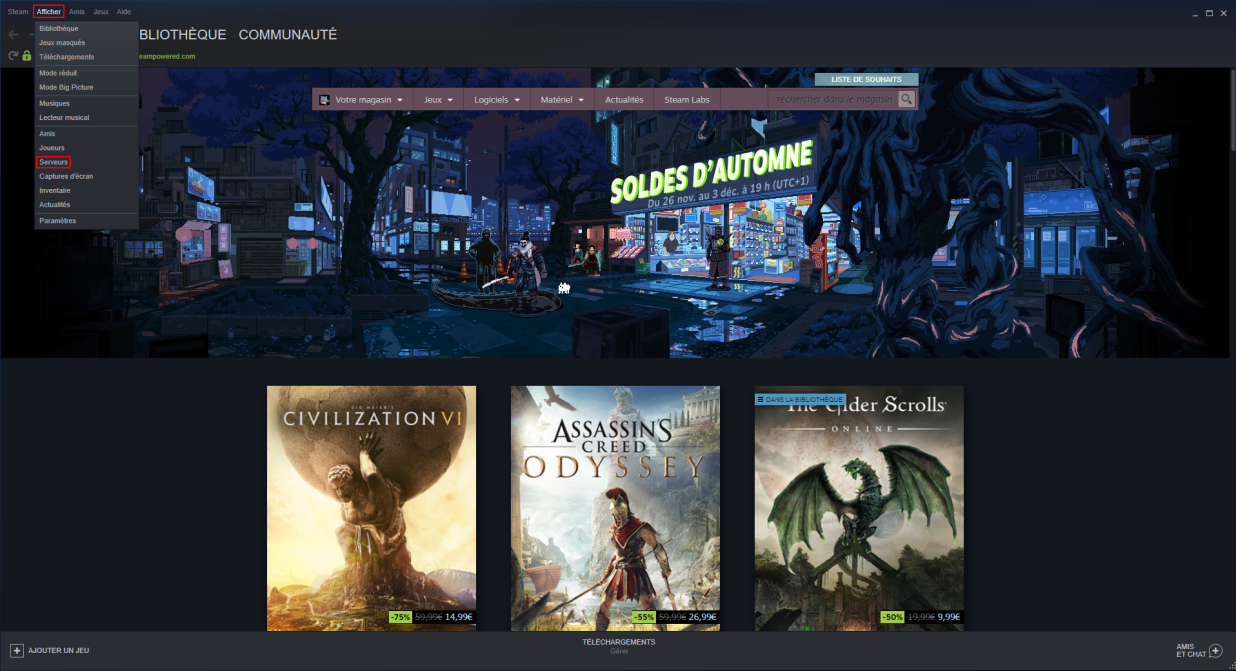 Steam Afficher Amis Jeux Aide
BLIOTHÈQUE COMMUNAUTÉ
eampowered.com
Bibliothèque
Jeux masqués
Téléchargements
Mode réduit
Mode Big Picture
Musiques
Lecteur musical
Amis
Joueurs
Serveurs
Captures d'écran
Inventaire
Actualités
Paramètres
LISTE DE SOUHAITS
Votre magasin Jeux Logiciels Matériel Actualités Steam Labs rechercher dans le magasin
SOLDES D'AUTOMNE
Du 26 nov. au 3 déc. à 19 h (UTC+1)
SID MEIER'S
CIVILIZATION VI
-75% 59,99€ 14,99€
ASSASSIN'S
CREED
ODYSSEY
-55% 59,99€ 26,99€
DANS LA BIBLIOTHÈQUE
The Elder Scrolls
ONLINE
-50% 19,99€ 9,99€
AJOUTER UN JEU
TÉLÉCHARGEMENTS
Gérer
AMIS
ET CHAT